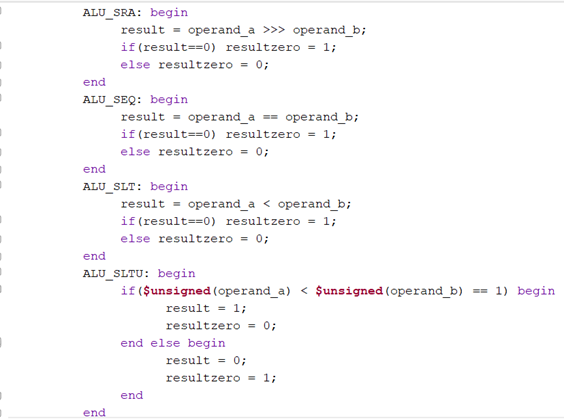 ALU_SRA: begin
result = operand_a >>> operand_b;
if(result==0) resultzero = 1;
else resultzero = 0;
end
ALU_SEQ: begin
result = operand_a == operand_b;
if(result==0) resultzero = 1;
else resultzero = 0;
end
ALU_SLT: begin
result = operand_a < operand_b;
if(result==0) resultzero = 1;
else resultzero = 0;
end
ALU_SLTU: begin
if($unsigned(operand_a) < $unsigned(operand_b) == 1) begin
result = 1;
resultzero = 0;
end else begin
result = 0;
resultzero = 1;
end
end